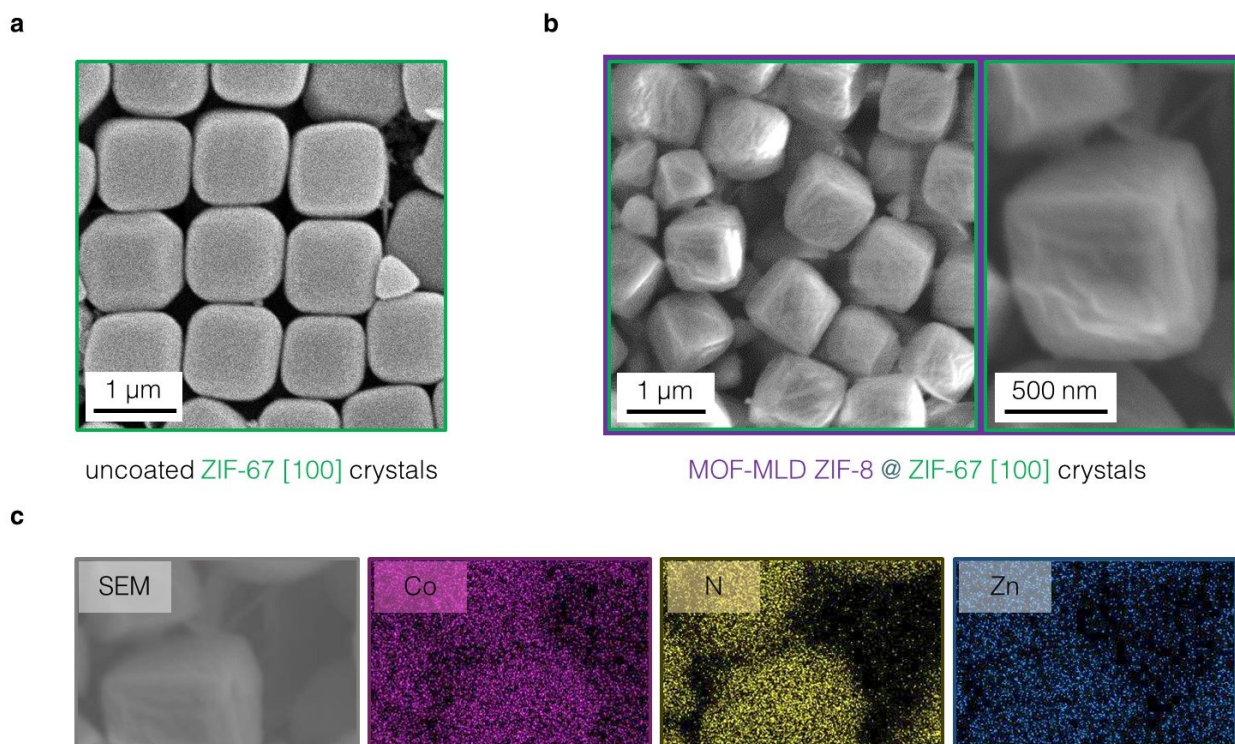 a
b
1 μm
1 μm
500 nm
uncoated ZIF-67 [100] crystals
MOF-MLD ZIF-8 @ ZIF-67 [100] crystals
c
SEM
Co
N
Zn